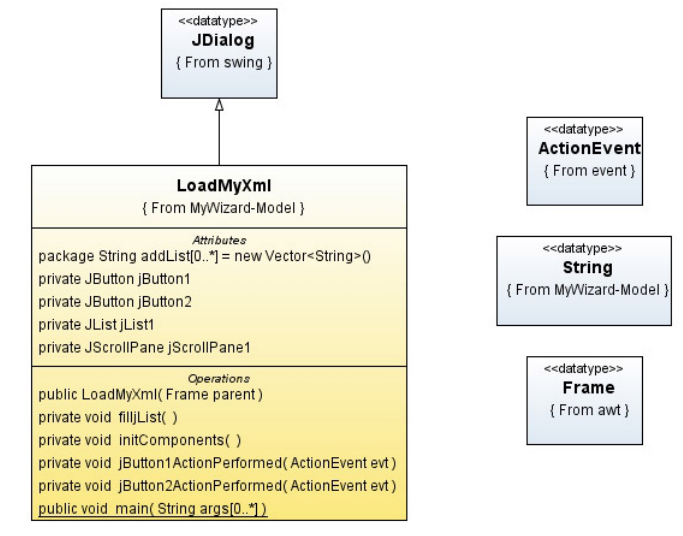 <<datatype>>
JDialog
{ From swing }
LoadMyXml
{ From MyWizard-Model }
Attributes
package String addList[0..*] = new Vector<String>()
private JButton jButton1
private JButton jButton2
private JList jList1
private JScrollPane jScrollPane1
Operations
public LoadMyXml( Frame parent )
private void filljList( )
private void initComponents( )
private void jButton1ActionPerformed( ActionEvent evt )
private void jButton2ActionPerformed( ActionEvent evt )
public void main( String args[0..*] )
<<datatype>>
ActionEvent
{ From event }
<<datatype>>
String
{ From MyWizard-Model }
<<datatype>>
Frame
{ From awt }